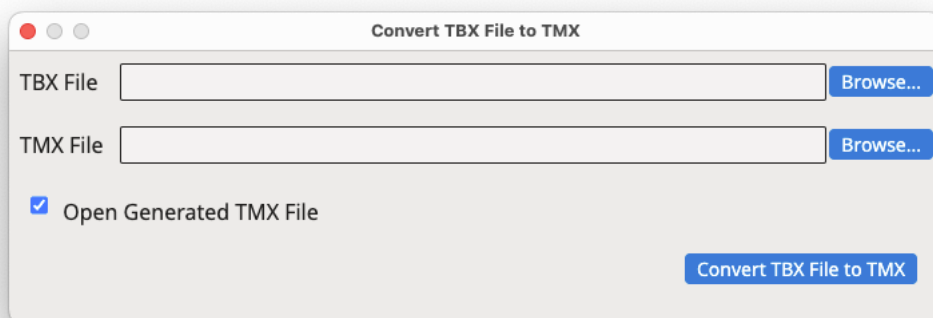 Convert TBX File to TMX
TBX File Browse...
TMX File Browse...
Open Generated TMX File
Convert TBX File to TMX